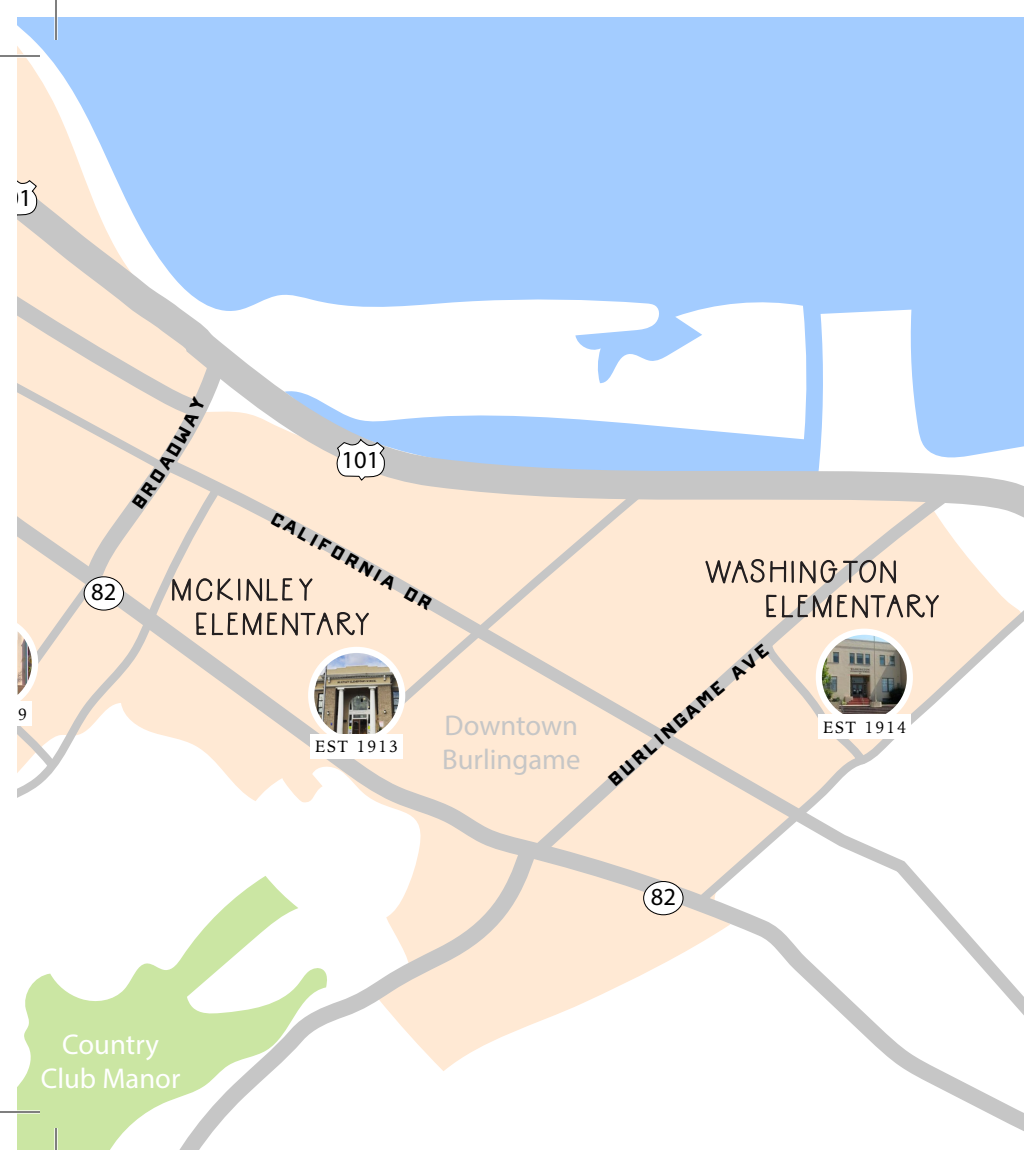 101
BROADWAY
101
CALIFORNIA DR
82
MCKINLEY
ELEMENTARY
WASHINGTON
ELEMENTARY
9
EST 1913
Downtown
Burlingame
BURLINGAME AVE
EST 1914
82
Country
Club Manor